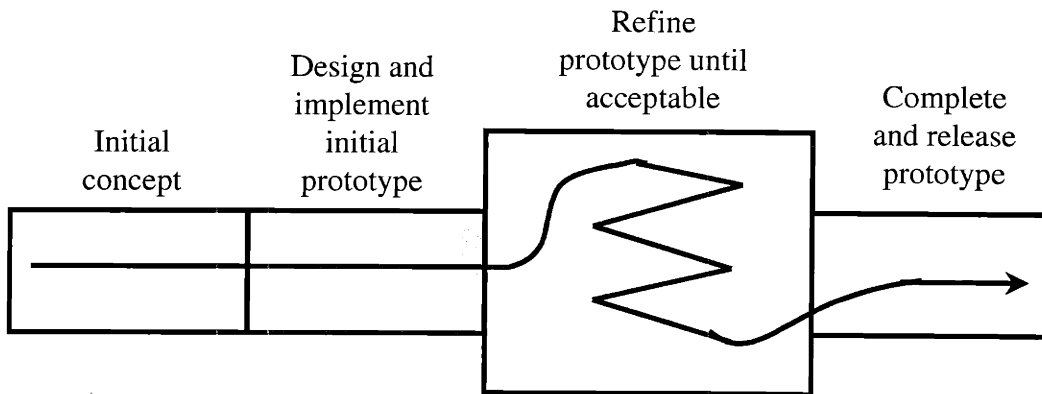 Initial
concept
Design and
implement
initial
prototype
Refine
prototype until
acceptable
Complete
and release
prototype